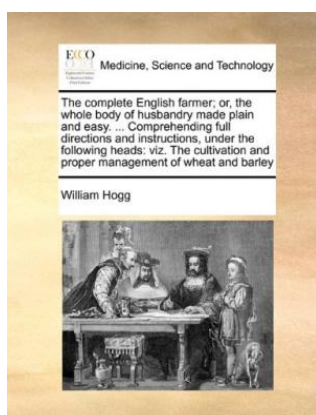 ECCO
Medicine, Science and Technology
The complete English farmer; or, the
whole body of husbandry made plain
and easy. ... Comprehending full
directions and instructions, under the
following heads: viz. The cultivation and
proper management of wheat and barley
William Hogg